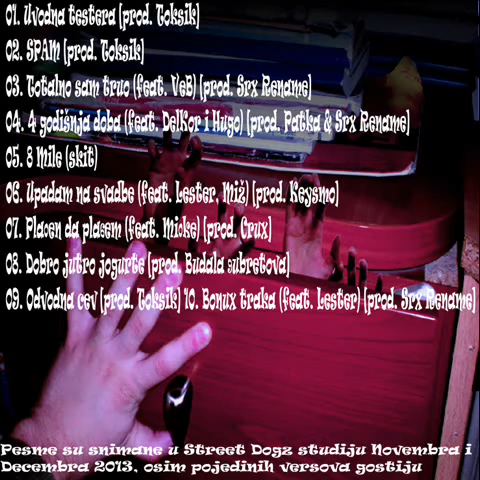 01. Uvodna testera [prod. Toksik]
02. SPAM [prod. Toksik]
03. Totalno sam truo (feat. VeB) [prod. Srx Rename]
04. 4 godišnja doba (feat. Delkor i Hugo) [prod. Patka & Srx Rename]
05. 8 Mile (skit)
06. Upadam na svadbe (feat. Lester, Miž) [prod. Keysmo]
07. Plaćen da plaćem (feat. Mićke) [prod. Crux]
08. Dobro jutro jogurte [prod. Budala šubretova]
09. Odvodna cev [prod. Toksik] 10. Bonux traka (feat. Lester) [prod. Srx Rename]
Pesme su snimane u Street Dogz studiju Novembra i
Decembra 2013, osim pojedinih versova gostiju